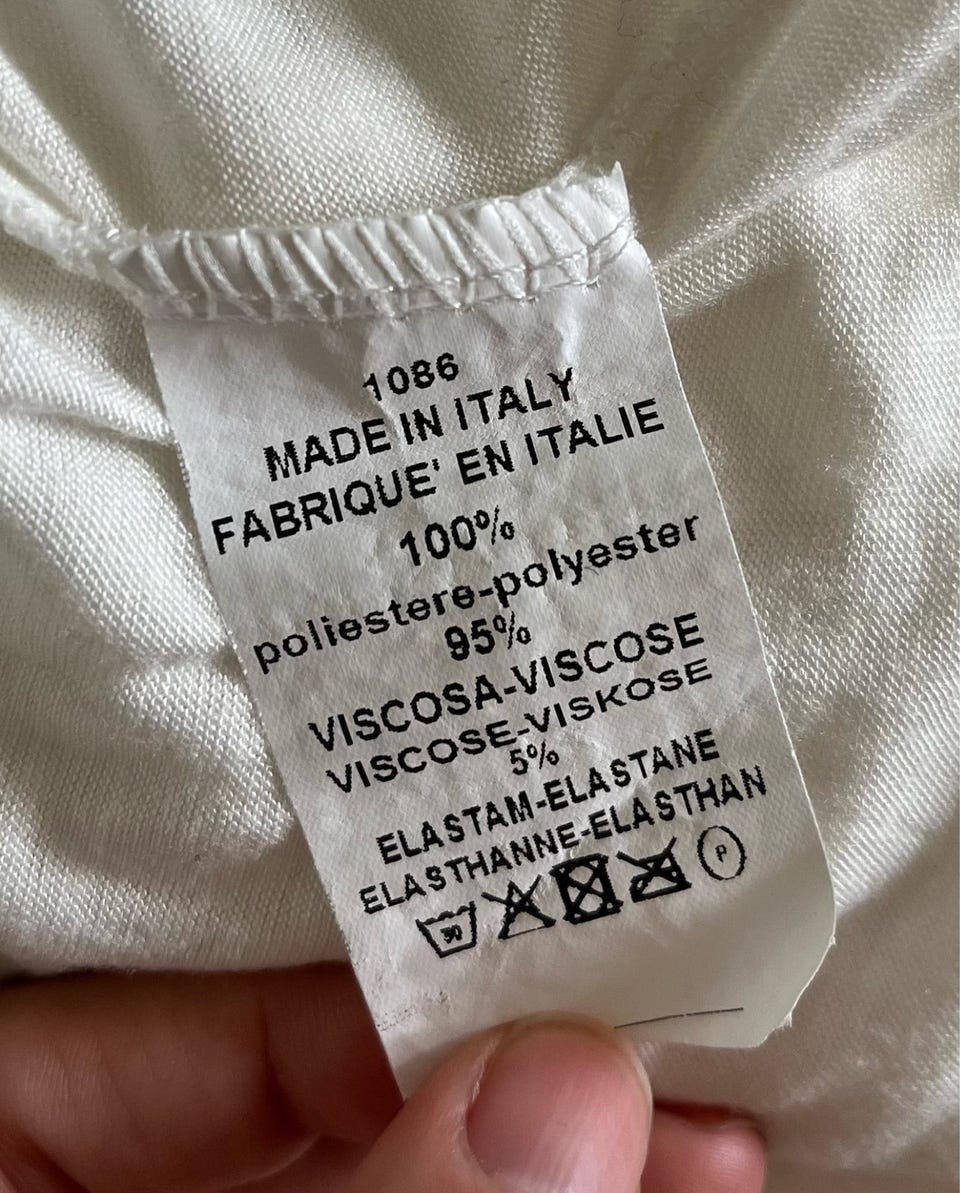 1086
MADE IN ITALY
FABRIQUE' EN ITALIE
100%
poliestere-polyester
95%
VISCOSA-VISCOSE
VISCOSE-VISKOSE
5%
ELASTAM-ELASTANE
ELASTHANNE-ELASTHAN
30 P